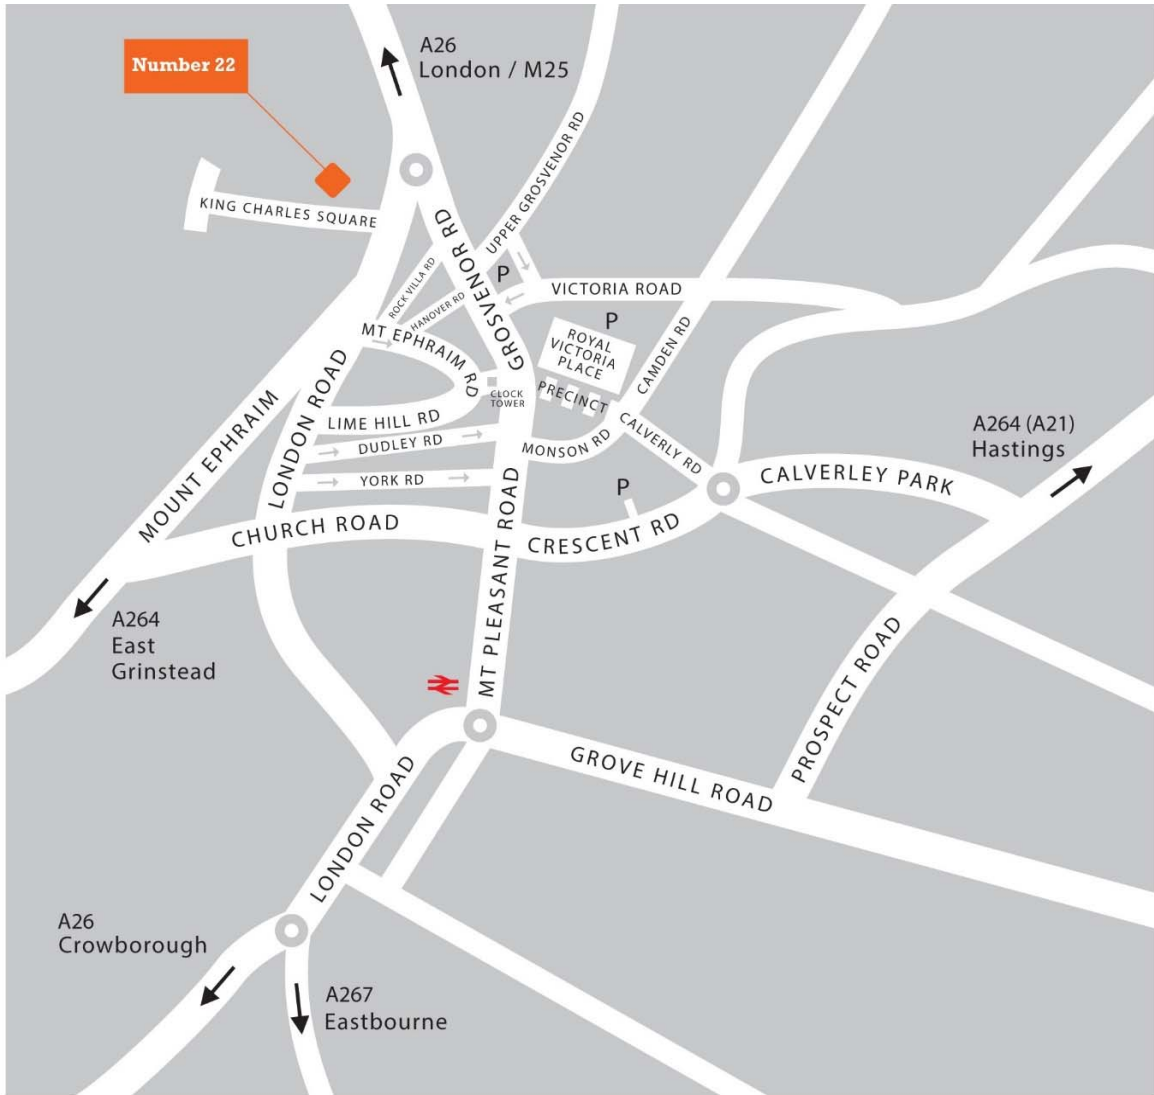 A26
London / M25
Number 22
UPPER GROSVENOR RD
KING CHARLES SQUARE
GROSVENOR RD
ROCK VILLA RD
P
HANOVER RD
VICTORIA ROAD
MT EPHRAIM RD
GROSVENOR
P
ROYAL
VICTORIA
PLACE
CAMDEN RD
CLOCK
TOWER
PRECINCT
MOUNT EPHRAIM
LONDON ROAD
LIME HILL RD
DUDLEY RD
MONSON RD
CALVERLY RD
A264 (A21)
Hastings
YORK RD
P
CALVERLEY PARK
CHURCH ROAD
CRESCENT RD
MT PLEASANT ROAD
A264
East
Grinstead
PROSPECT ROAD
GROVE HILL ROAD
LONDON ROAD
A26
Crowborough
A267
Eastbourne